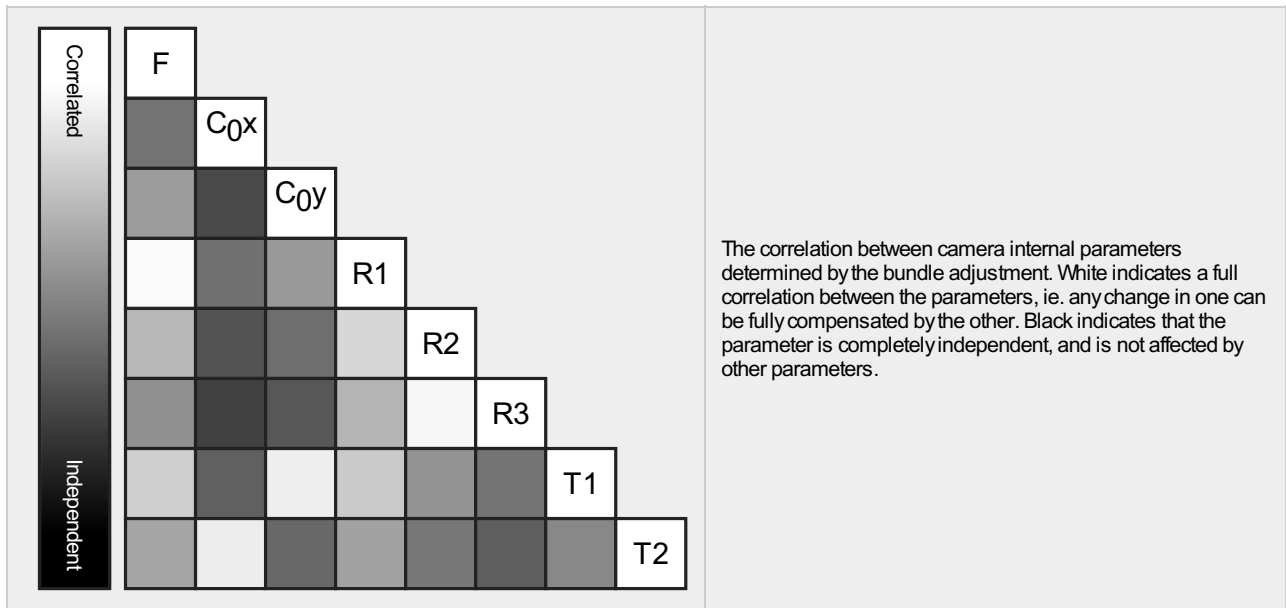 Correlated
Independent
F
C0x
C0y
R1
R2
R3
T1
T2
The correlation between camera internal parameters
determined by the bundle adjustment. White indicates a full
correlation between the parameters, ie. any change in one can
be fully compensated by the other. Black indicates that the
parameter is completely independent, and is not affected by
other parameters.